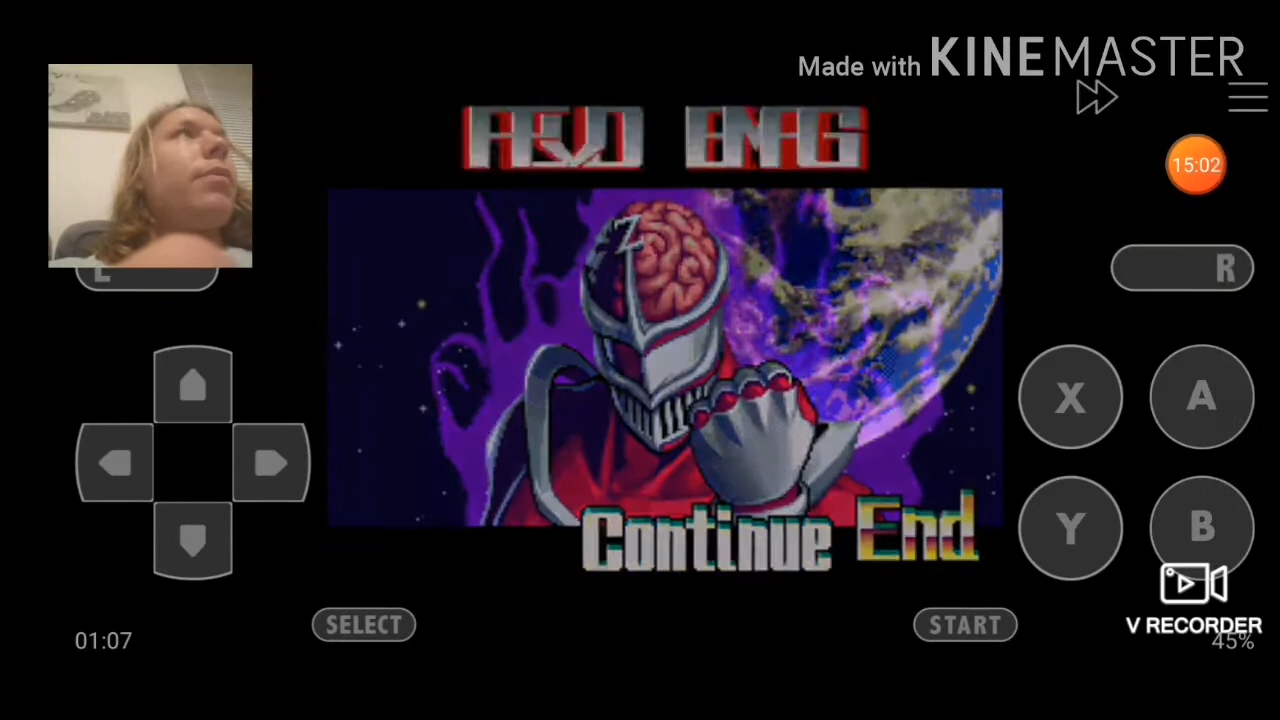 Made with KINEMASTER
15:02
L
R
X A
Y B
Continue End
SELECT START
V RECORDER
01:07 45%